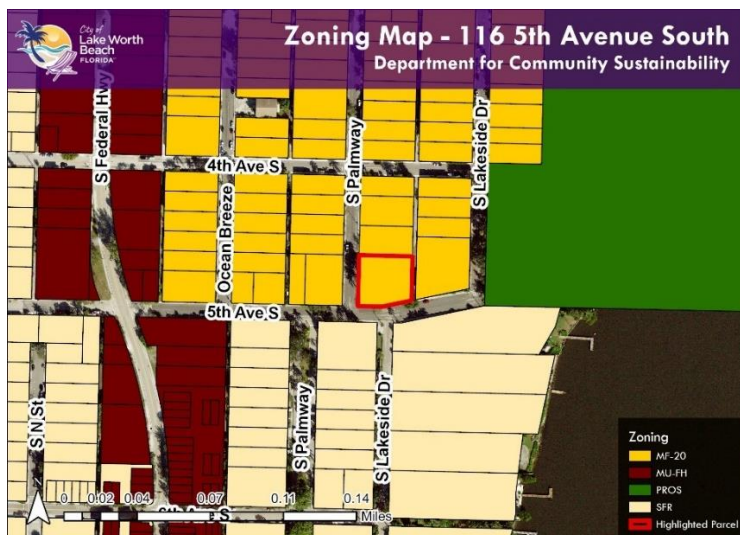 City of
Lake Worth
Beach
FLORIDA
Zoning Map - 116 5th Avenue South
Department for Community Sustainability
S Federal Hwy
4th Ave S
S Palmway
S Lakeside Dr
Ocean Breeze
5th Ave S
S N St
S Palmway
S Lakeside Dr
6th Ave S
0 0.02 0.04 0.07 0.11 0.14
Miles
Zoning
MF-20
MU-FH
PROS
SFR
Highlighted Parcel